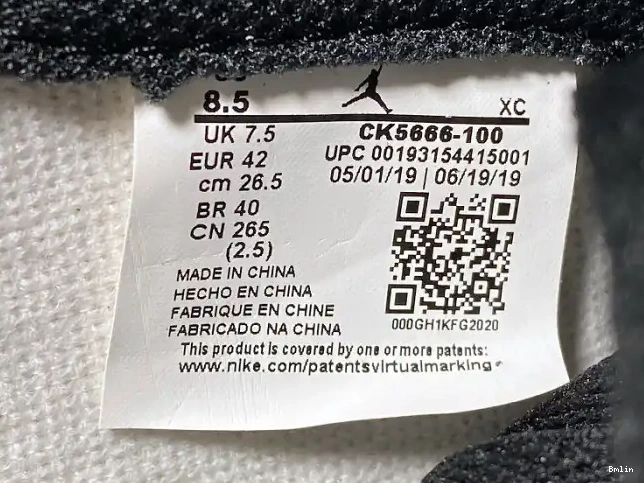 8.5
XC
UK 7.5
EUR 42
cm 26.5
BR 40
CN 265
(2.5)
CK5666-100
UPC 00193154415001
05/01/19 | 06/19/19
000GH1KFG2020
MADE IN CHINA
HECHO EN CHINA
FABRIQUE EN CHINE
FABRICADO NA CHINA
This product is covered by one or more patents:
www.nike.com/patentsvirtualmarking
Bmlin